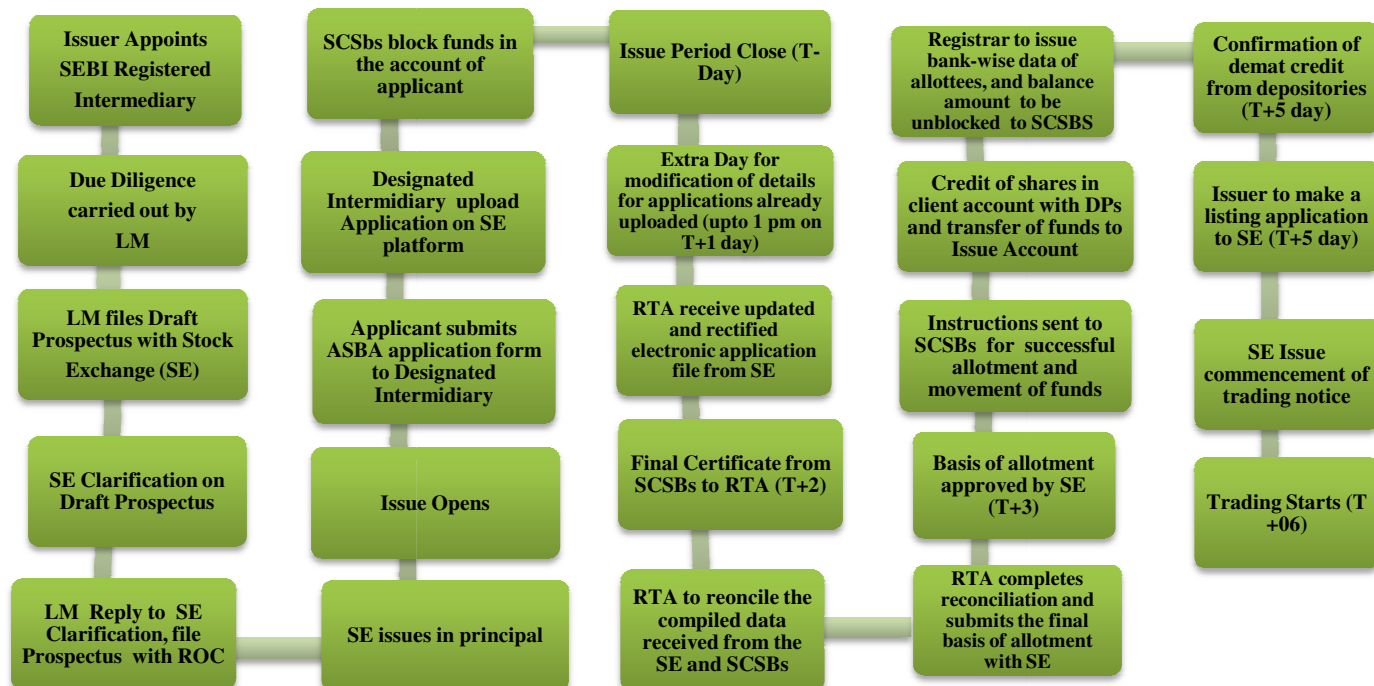 Issuer Appoints
SEBI Registered
Intermediary
Due Diligence
carried out by
LM
LM files Draft
Prospectus with Stock
Exchange (SE)
SE Clarification on
Draft Prospectus
LM Reply to SE
Clarification, file
Prospectus with ROC
SE issues in principal
Issue Opens
Applicant submits
ASBA application form
to Designated
Intermidiary
Designated
Intermidiary upload
Application on SE
platform
SCSbs block funds in
the account of
applicant
Issue Period Close (T-
Day)
Extra Day for
modification of details
for applications already
uploaded (upto 1 pm on
T+1 day)
RTA receive updated
and rectified
electronic application
file from SE
Final Certificate from
SCSBs to RTA (T+2)
RTA to reconcile the
compiled data
received from the
SE and SCSBs
RTA completes
reconciliation and
submits the final
basis of allotment
with SE
Basis of allotment
approved by SE
(T+3)
Instructions sent to
SCSBs for successful
allotment and
movement of funds
Credit of shares in
client account with DPs
and transfer of funds to
Issue Account
Registrar to issue
bank-wise data of
allottees, and balance
amount to be
unblocked to SCSBS
Confirmation of
demat credit
from depositories
(T+5 day)
Issuer to make a
listing application
to SE (T+5 day)
SE Issue
commencement of
trading notice
Trading Starts (T
+06)